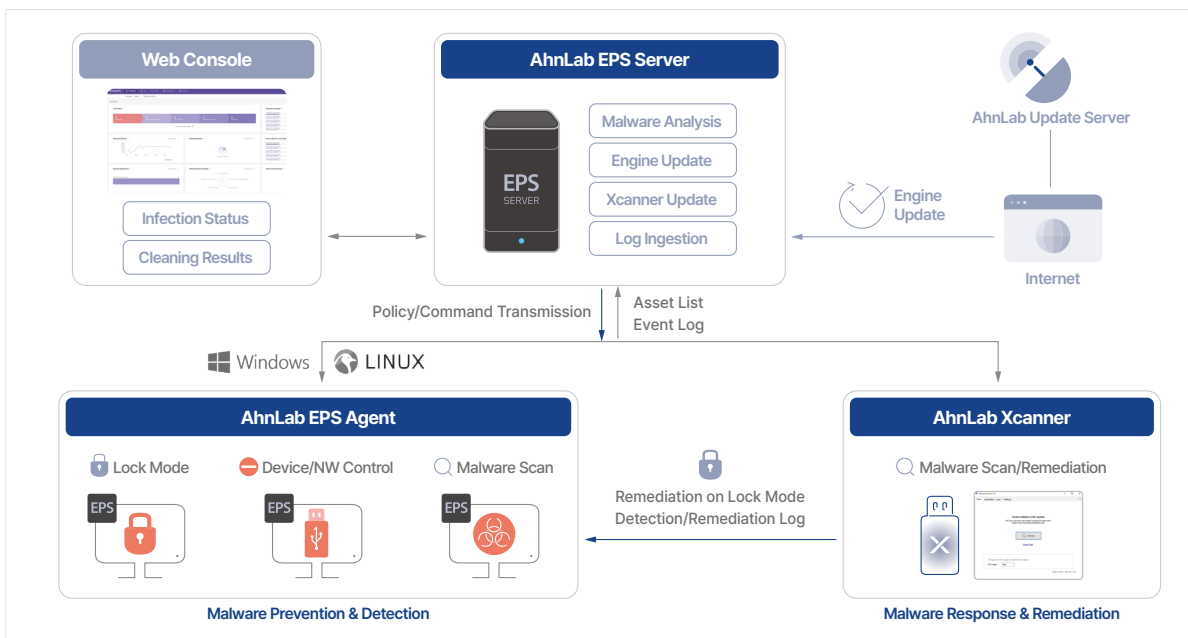 Web Console
Infection Status
Cleaning Results
AhnLab EPS Server
EPS
SERVER
Malware Analysis
Engine Update
Xcanner Update
Log Ingestion
AhnLab Update Server
Engine
Update
Internet
Policy/Command Transmission
Asset List
Event Log
Windows
LINUX
AhnLab EPS Agent
Lock Mode
Device/NW Control
Malware Scan
EPS
EPS
EPS
Malware Prevention & Detection
Remediation on Lock Mode
Detection/Remediation Log
AhnLab Xcanner
Malware Scan/Remediation
X
Malware Response & Remediation